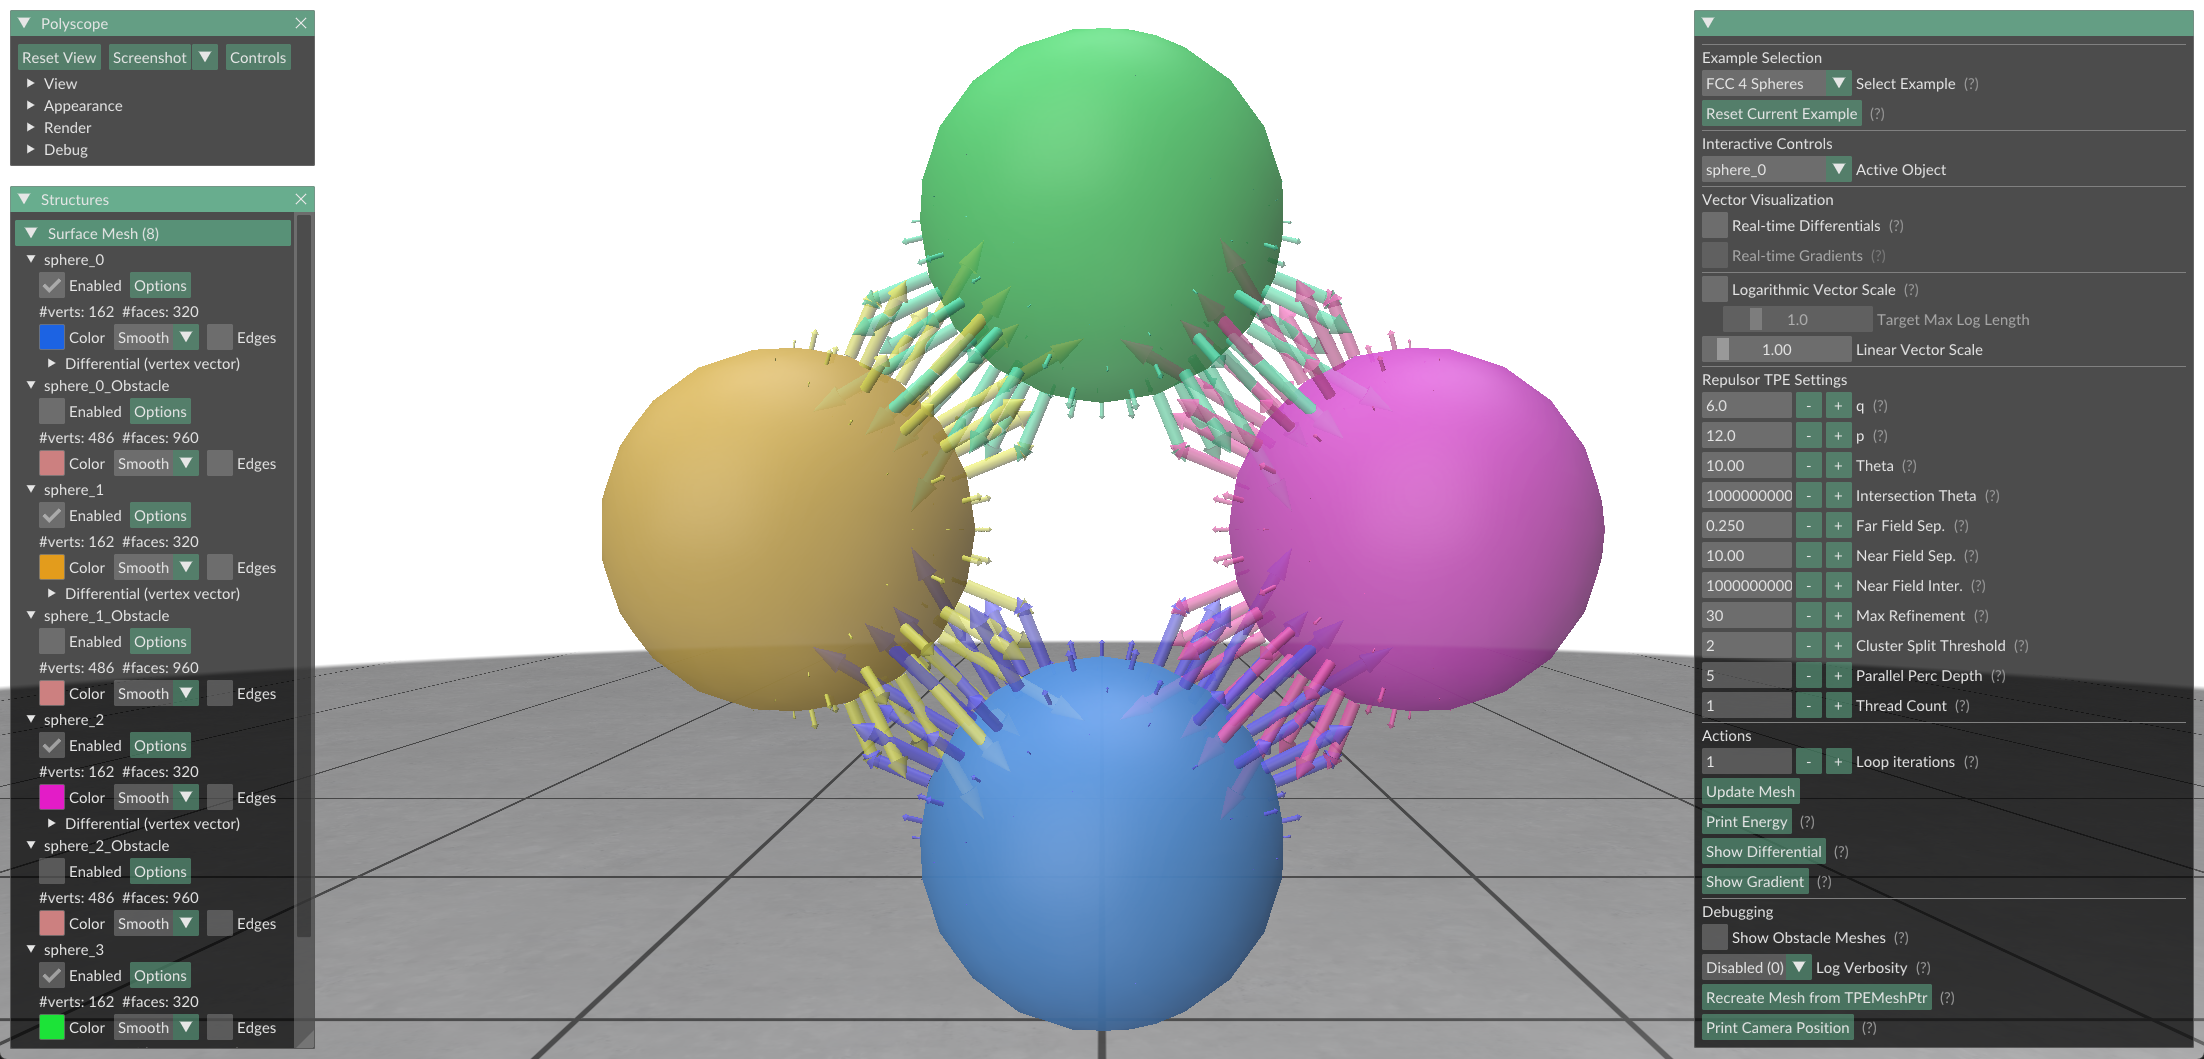 Polyscope
Reset View Screenshot Controls
View
Appearance
Render
Debug
Structures
Surface Mesh (8)
sphere_0
Enabled Options
#verts: 162 #faces: 320
Color Smooth Edges
Differential (vertex vector)
sphere_0_Obstacle
Enabled Options
#verts: 486 #faces: 960
Color Smooth Edges
sphere_1
Enabled Options
#verts: 162 #faces: 320
Color Smooth Edges
Differential (vertex vector)
sphere_1_Obstacle
Enabled Options
#verts: 486 #faces: 960
Color Smooth Edges
sphere_2
Enabled Options
#verts: 162 #faces: 320
Color Smooth Edges
Differential (vertex vector)
sphere_2_Obstacle
Enabled Options
#verts: 486 #faces: 960
Color Smooth Edges
sphere_3
Enabled Options
#verts: 162 #faces: 320
Color Smooth Edges
Example Selection
FCC 4 Spheres Select Example (?)
Reset Current Example (?)
Interactive Controls
sphere_0 Active Object
Vector Visualization
Real-time Differentials (?)
Real-time Gradients (?)
Logarithmic Vector Scale (?)
1.0 Target Max Log Length
1.00 Linear Vector Scale
Repulsor TPE Settings
6.0 - + q (?)
12.0 - + p (?)
10.00 - + Theta (?)
1000000000 - + Intersection Theta (?)
0.250 - + Far Field Sep. (?)
10.00 - + Near Field Sep. (?)
1000000000 - + Near Field Inter. (?)
30 - + Max Refinement (?)
2 - + Cluster Split Threshold (?)
5 - + Parallel Perc Depth (?)
1 - + Thread Count (?)
Actions
1 - + Loop iterations (?)
Update Mesh
Print Energy (?)
Show Differential (?)
Show Gradient (?)
Debugging
Show Obstacle Meshes (?)
Disabled (0) Log Verbosity (?)
Recreate Mesh from TPEMeshPtr (?)
Print Camera Position (?)